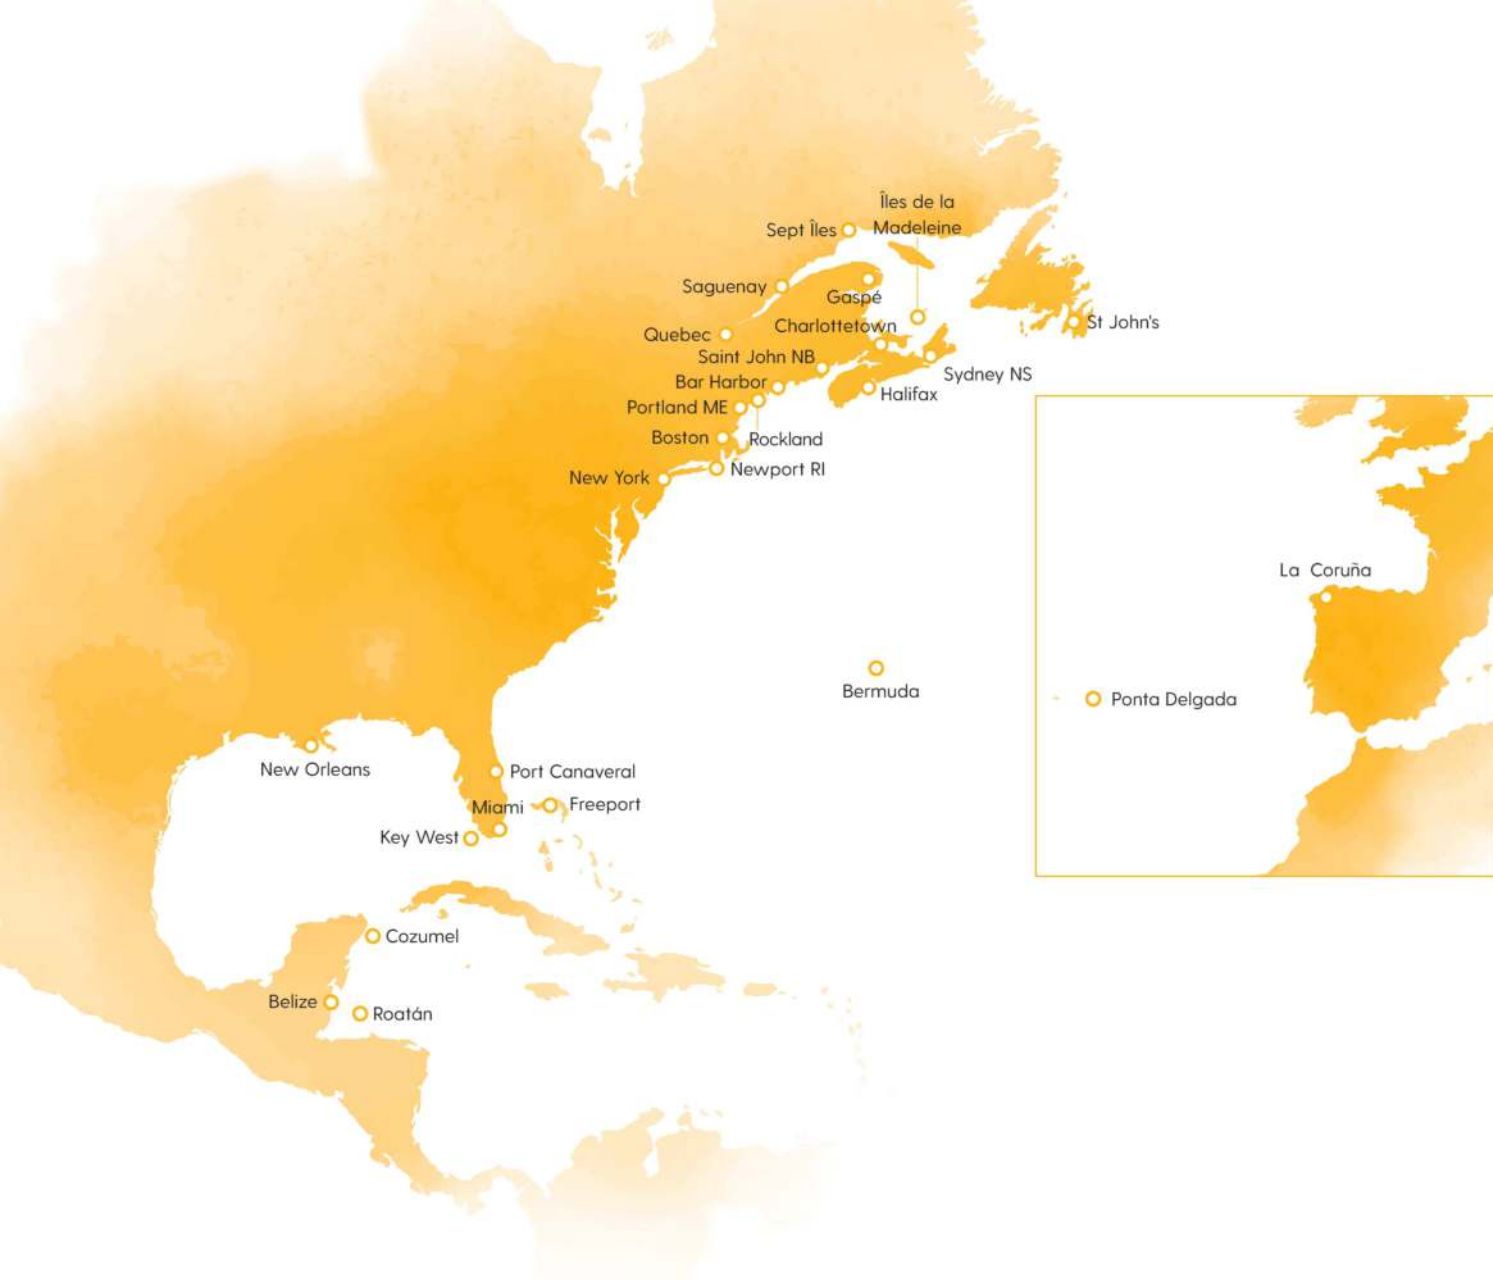 Îles de la
Madeleine
Sept Îles
Saguenay
Gaspé
Charlottetown
St John's
Quebec
Saint John NB
Sydney NS
Bar Harbor
Halifax
Portland ME
Boston
Rockland
Newport RI
New York
La Coruña
Bermuda
Ponta Delgada
New Orleans
Port Canaveral
Miami
Freeport
Key West
Cozumel
Belize
Roatán